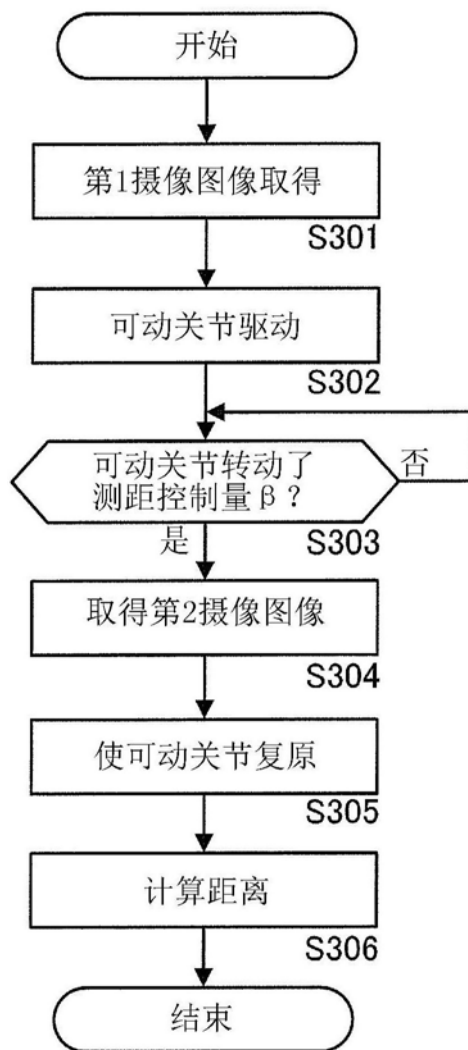 开始
第1摄像图像取得
S301
可动关节驱动
S302
可动关节转动了
测距控制量β?
否
S303
是
取得第2摄像图像
S304
使可动关节复原
S305
计算距离
S306
结束